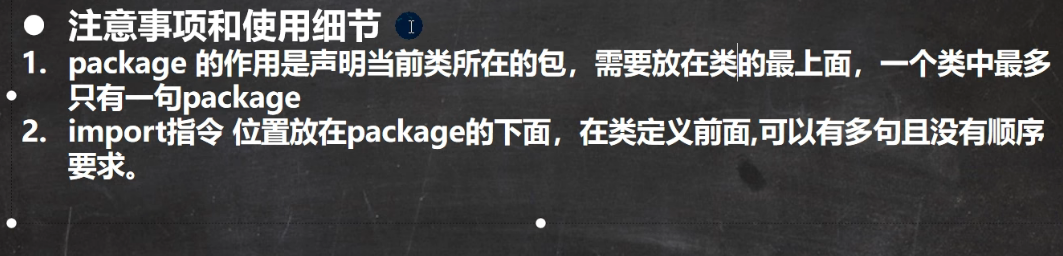 ● 注意事项和使用细节
1. package 的作用是声明当前类所在的包，需要放在类的最上面，一个类中最多
只有一句package
2. import指令 位置放在package的下面，在类定义前面,可以有多句且没有顺序
要求。